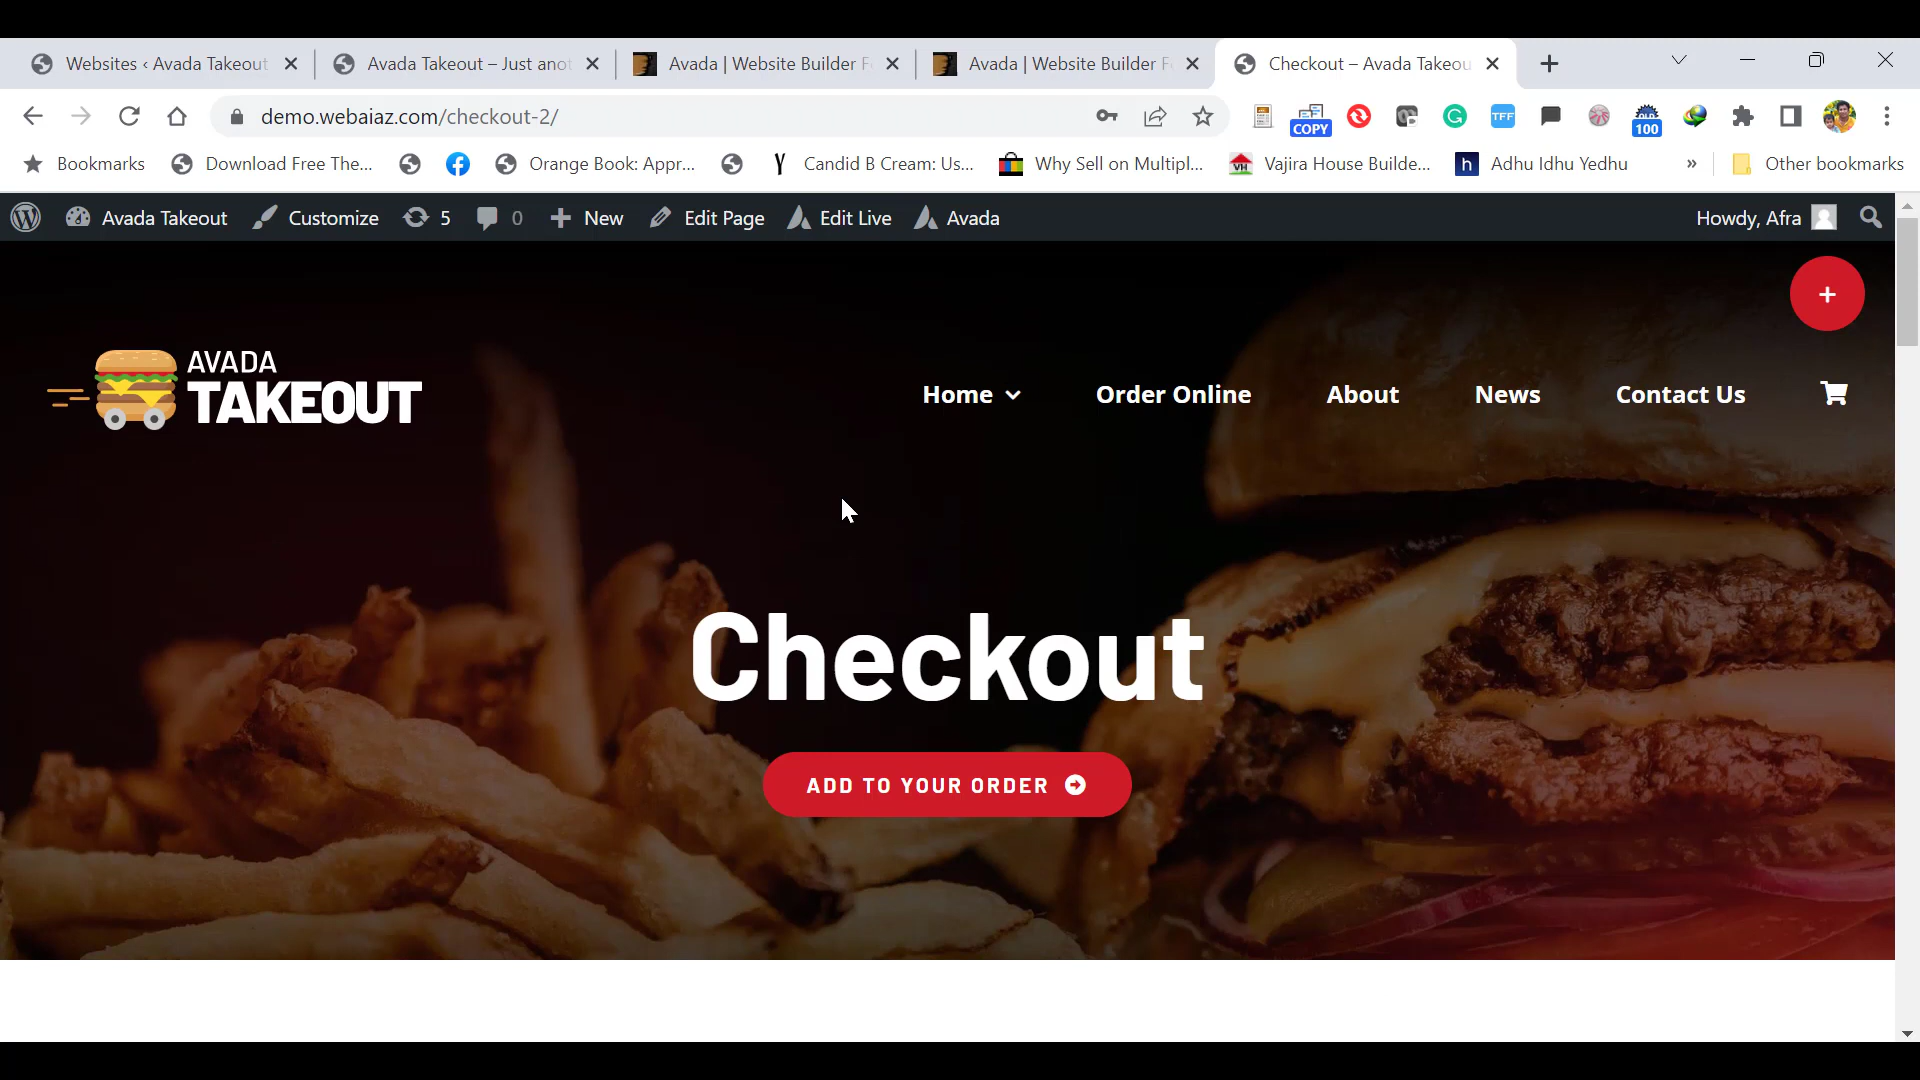 Websites ‹ Avada Takeout
Avada Takeout – Just anot
Avada | Website Builder F
Avada | Website Builder F
Checkout – Avada Takeou
demo.webaiaz.com/checkout-2/
COPY
TFF
100
Bookmarks
Download Free The...
Orange Book: Appr...
Candid B Cream: Us...
Why Sell on Multipl...
VH
Vajira House Builde...
h
Adhu Idhu Yedhu
»
Other bookmarks
Avada Takeout
Customize
5
0
New
Edit Page
Edit Live
Avada
Howdy, Afra
+
AVADA
TAKEOUT
Home
Order Online
About
News
Contact Us
Checkout
ADD TO YOUR ORDER